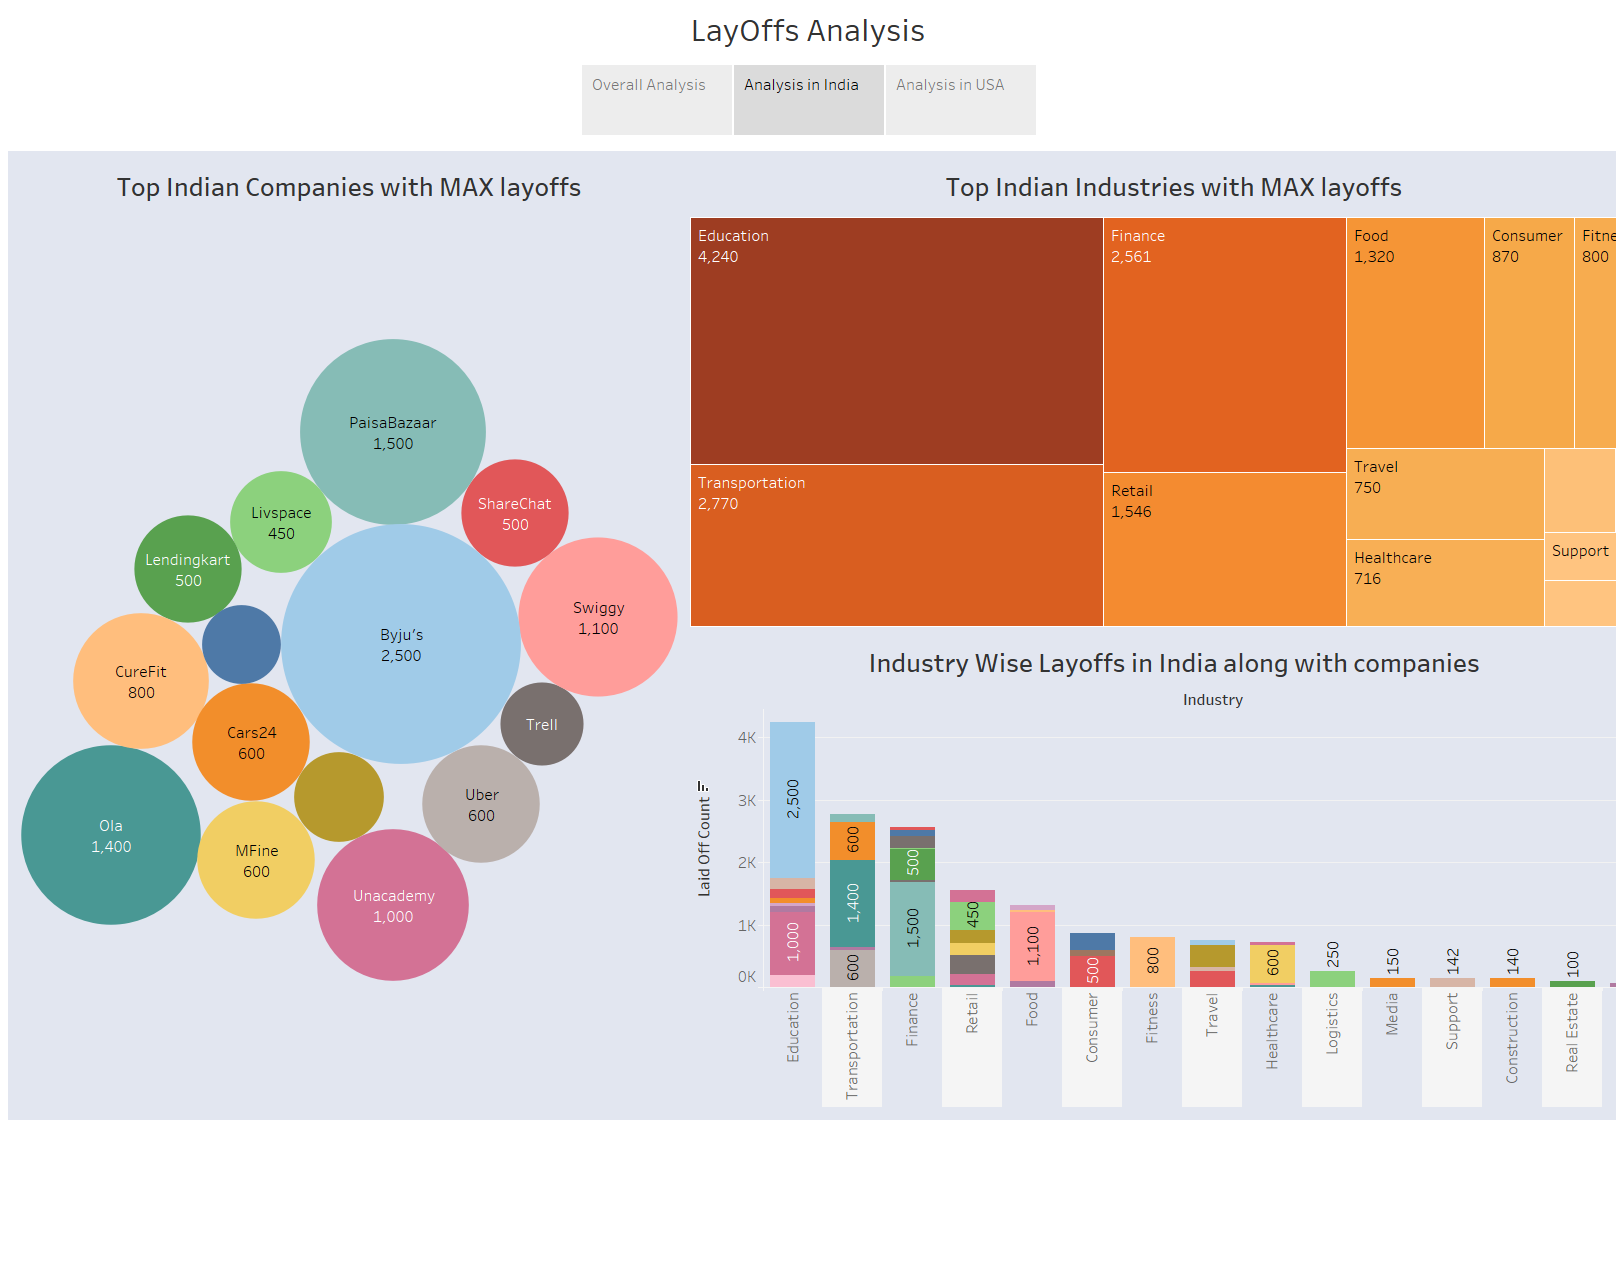 LayOffs Analysis
Overall Analysis
Analysis in India
Analysis in USA
Top Indian Companies with MAX layoffs
PaisaBazaar
1,500
ShareChat
500
Livspace
450
Lendingkart
500
Swiggy
1,100
Byju's
2,500
CureFit
800
Trell
Cars24
600
Uber
600
Ola
1,400
MFine
600
Unacademy
1,000
Top Indian Industries with MAX layoffs
Education
4,240
Finance
2,561
Food
1,320
Consumer
870
Fitne
800
Transportation
2,770
Retail
1,546
Travel
750
Healthcare
716
Support
Industry Wise Layoffs in India along with companies
Industry
Laid Off Count
4K
3K
2K
1K
0K
2,500
1,000
600
1,400
600
500
1,500
450
1,100
500
800
600
250
150
142
140
100
Education
Transportation
Finance
Retail
Food
Consumer
Fitness
Travel
Healthcare
Logistics
Media
Support
Construction
Real Estate